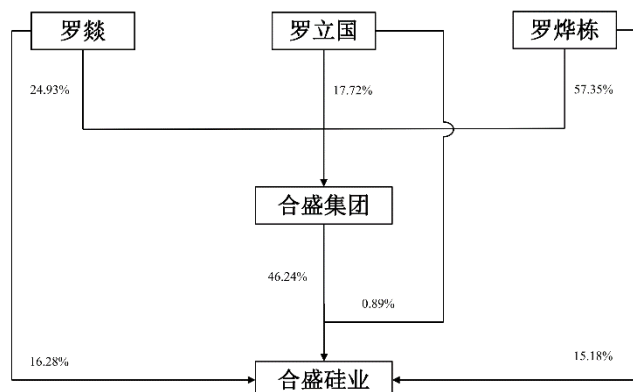 罗燚
罗立国
罗烨栋
24.93%
17.72%
57.35%
合盛集团
46.24%
0.89%
16.28%
15.18%
合盛硅业